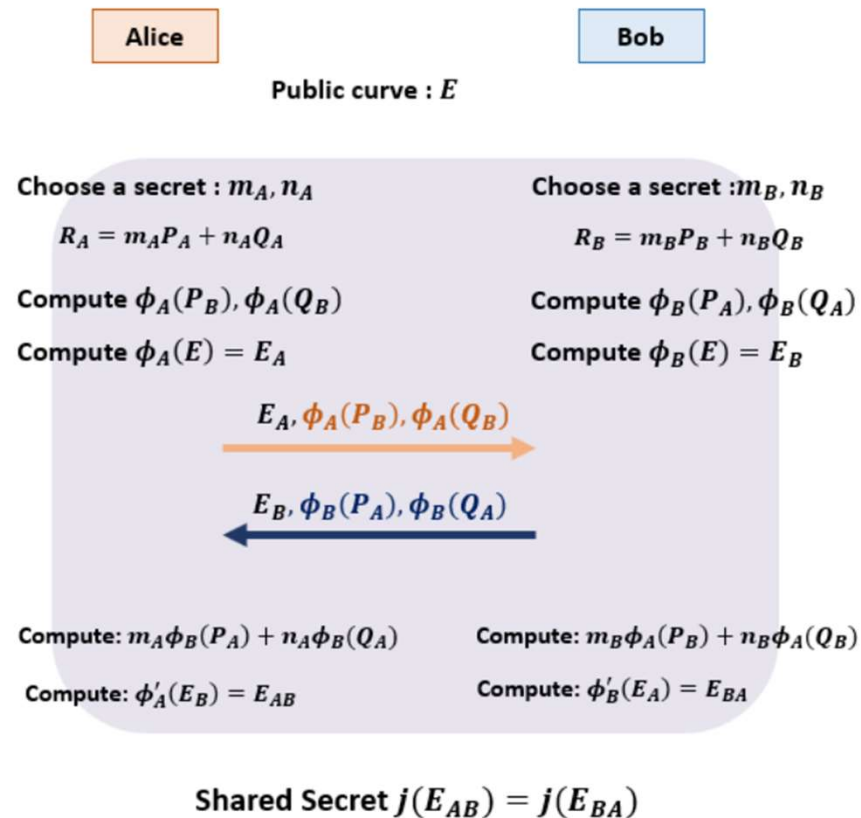 Alice Bob
Public curve : E
Choose a secret : m_A, n_A Choose a secret :m_B, n_B
R_A = m_A P_A + n_A Q_A R_B = m_B P_B + n_B Q_B
Compute ϕ_A(P_B), ϕ_A(Q_B) Compute ϕ_B(P_A), ϕ_B(Q_A)
Compute ϕ_A(E) = E_A Compute ϕ_B(E) = E_B
E_A, ϕ_A(P_B), ϕ_A(Q_B)
E_B, ϕ_B(P_A), ϕ_B(Q_A)
Compute: m_A ϕ_B(P_A) + n_A ϕ_B(Q_A) Compute: m_B ϕ_A(P_B) + n_B ϕ_A(Q_B)
Compute: ϕ'_A(E_B) = E_AB Compute: ϕ'_B(E_A) = E_BA
Shared Secret j(E_AB) = j(E_BA)